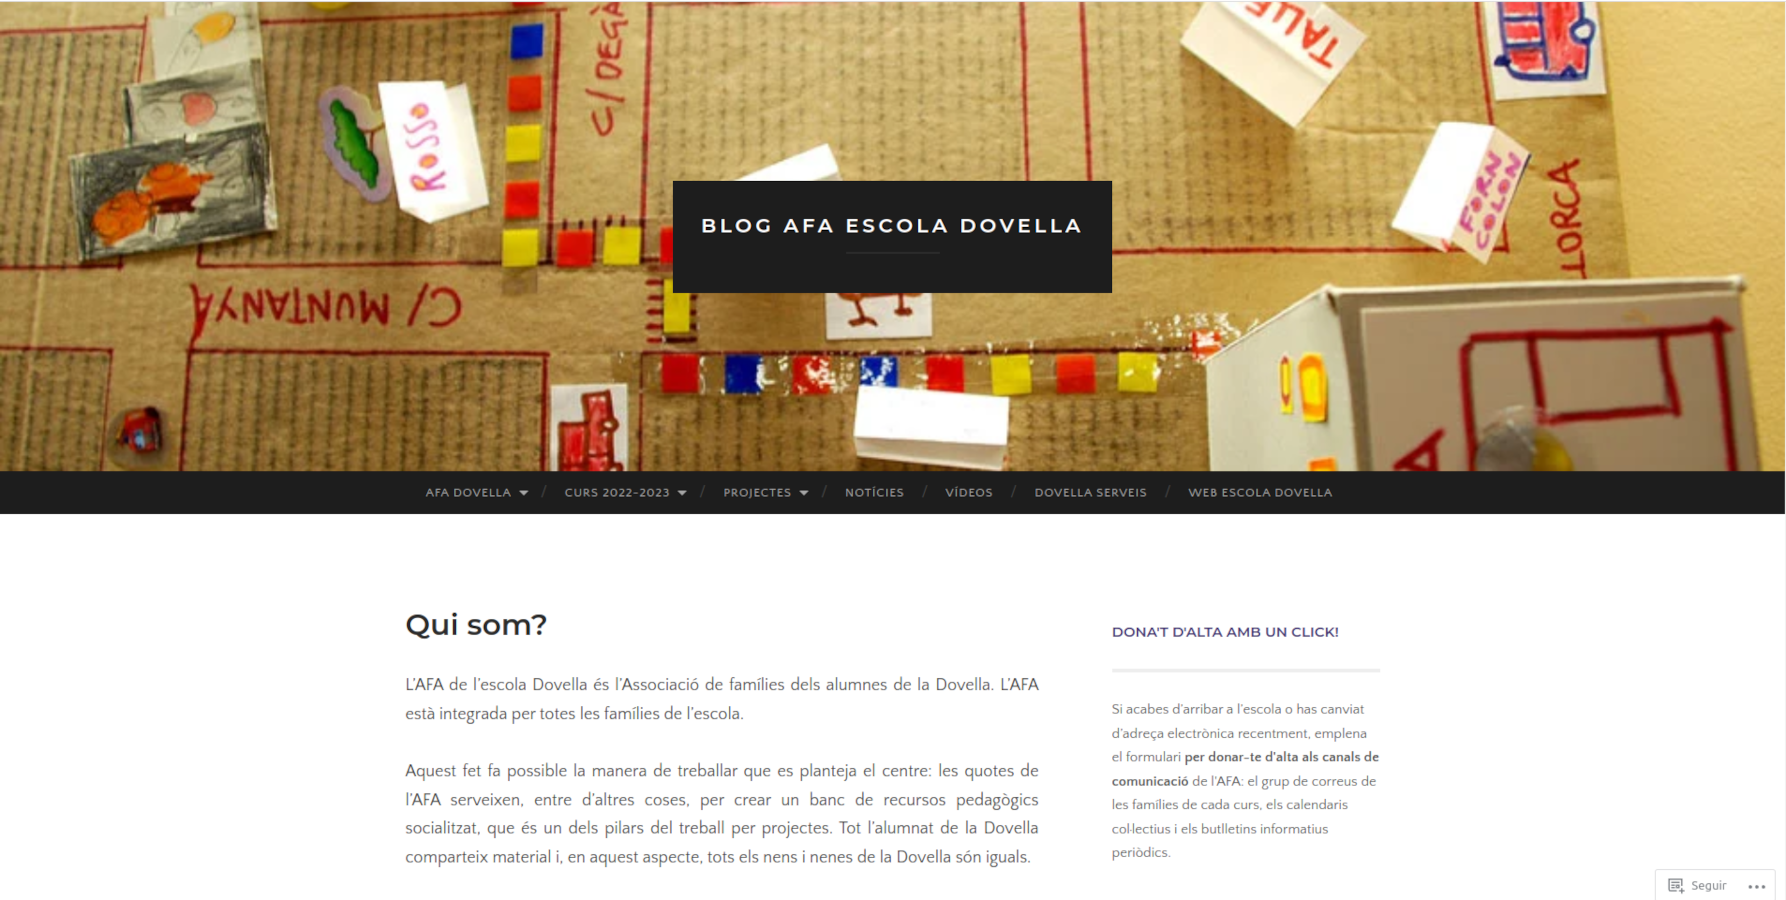 C/DEGÀ
TALLE
ROSSO
FORN
COLON
LLORCA
BLOG AFA ESCOLA DOVELLA
C/ MUNTANYA
AFA DOVELLA / CURS 2022-2023 / PROJECTES / NOTÍCIES / VÍDEOS / DOVELLA SERVEIS / WEB ESCOLA DOVELLA
Qui som?
L'AFA de l'escola Dovella és l'Associació de famílies dels alumnes de la Dovella. L'AFA
està integrada per totes les famílies de l'escola.
Aquest fet fa possible la manera de treballar que es planteja el centre: les quotes de
l'AFA serveixen, entre d'altres coses, per crear un banc de recursos pedagògics
socialitzat, que és un dels pilars del treball per projectes. Tot l'alumnat de la Dovella
comparteix material i, en aquest aspecte, tots els nens i nenes de la Dovella són iguals.
DONA'T D'ALTA AMB UN CLICK!
Si acabes d'arribar a l'escola o has canviat
d'adreça electrònica recentment, emplena
el formulari per donar-te d'alta als canals de
comunicació de l'AFA: el grup de correus de
les famílies de cada curs, els calendaris
col·lectius i els butlletins informatius
periòdics.
Seguir